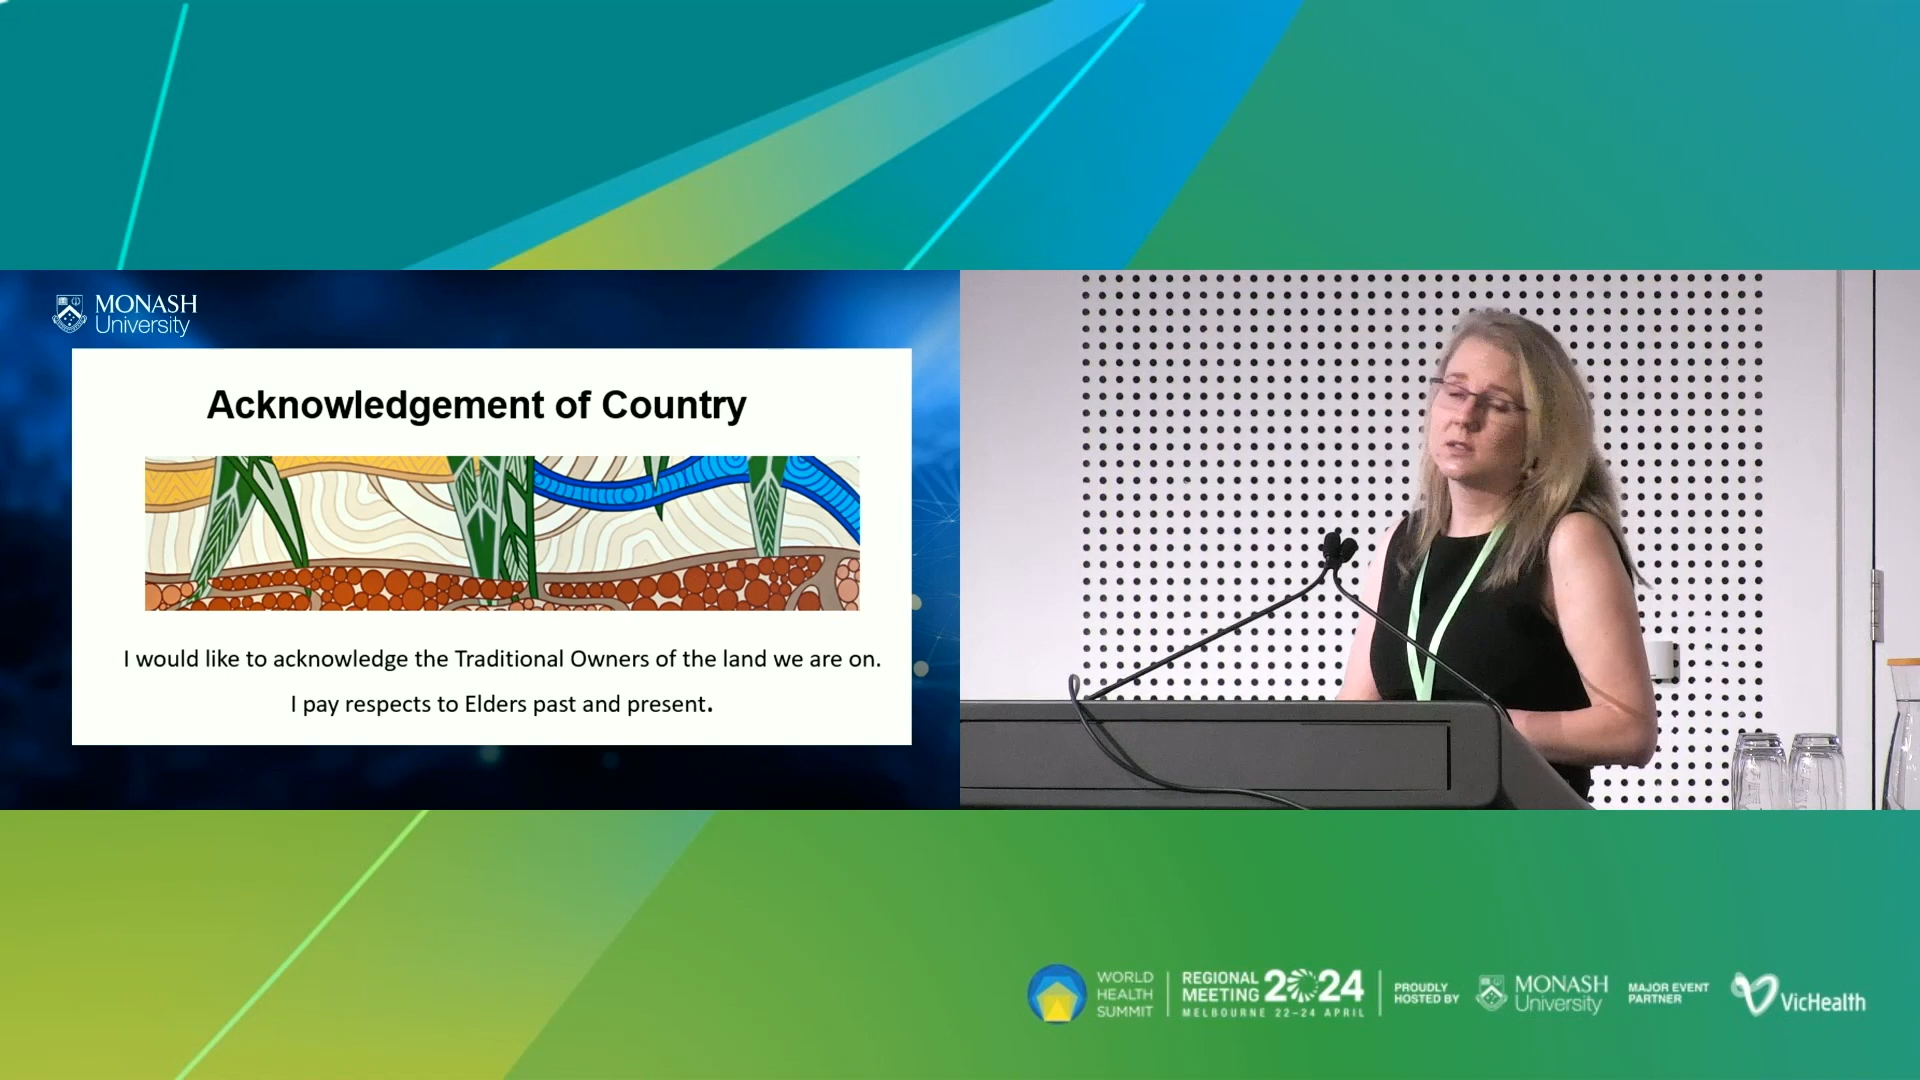 MONASH
University
Acknowledgement of Country
I would like to acknowledge the Traditional Owners of the land we are on.
I pay respects to Elders past and present.
WORLD
HEALTH
SUMMIT
REGIONAL
MEETING 2024
MELBOURNE 22–24 APRIL
PROUDLY
HOSTED BY
MONASH
University
MAJOR EVENT
PARTNER
VicHealth